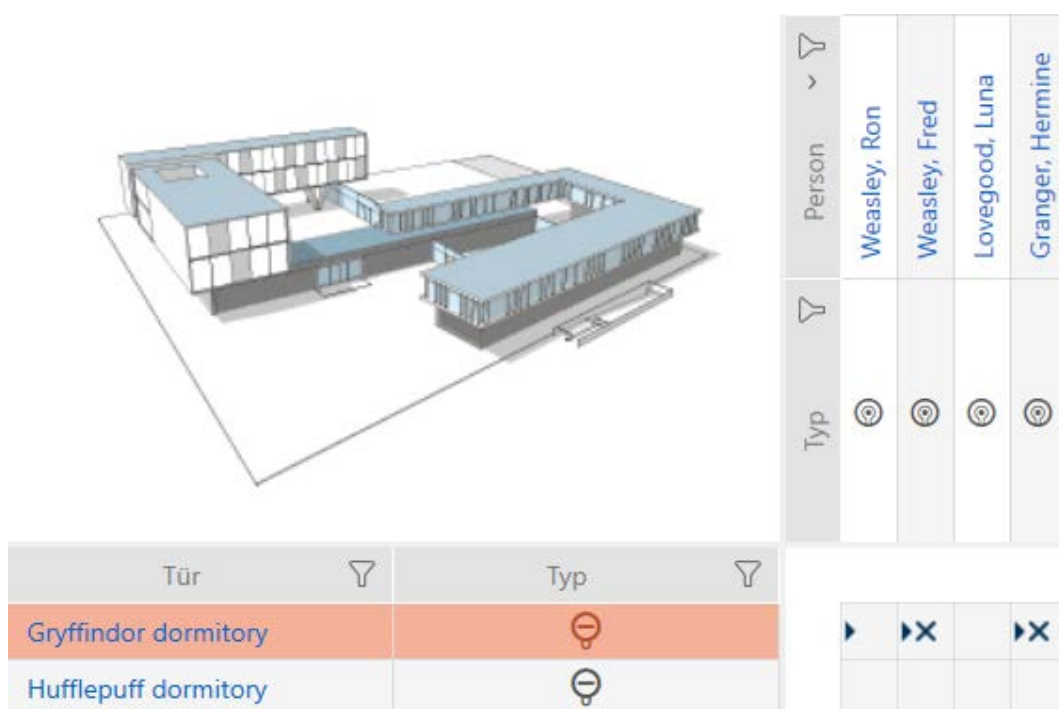 Person
Weasley, Ron
Weasley, Fred
Lovegood, Luna
Granger, Hermine
Typ
Tür
Typ
Gryffindor dormitory
Hufflepuff dormitory